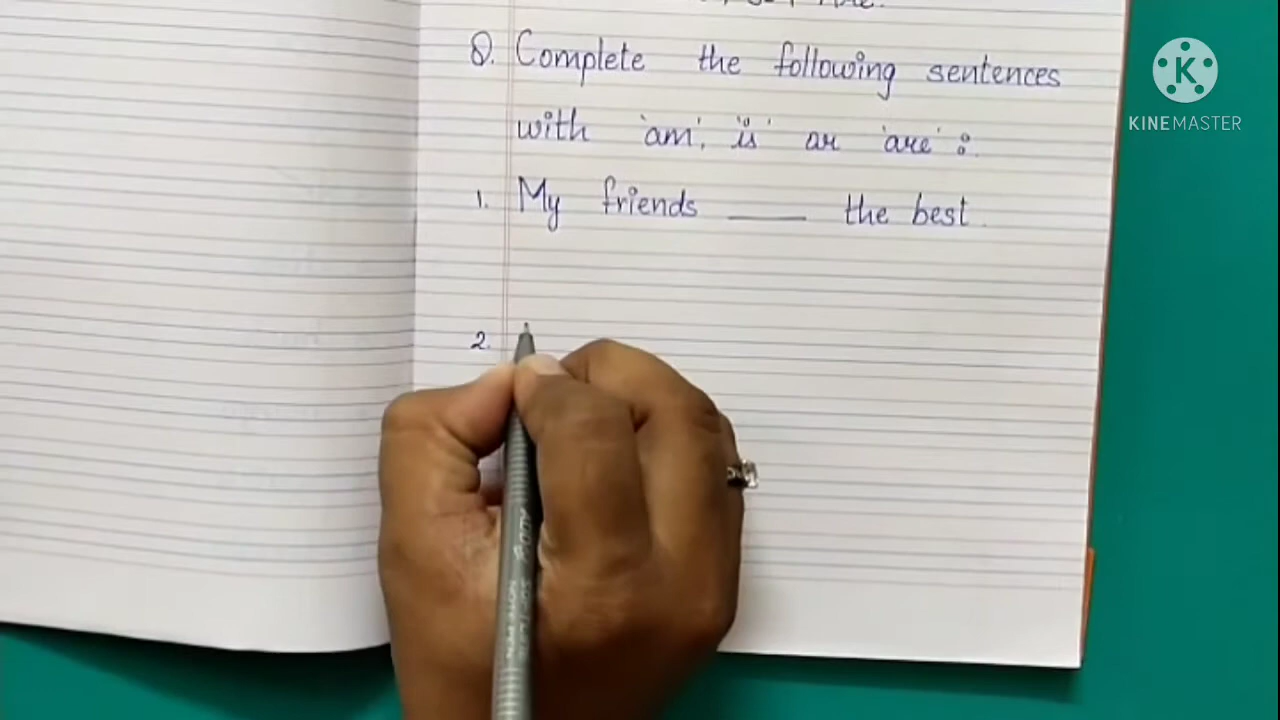 Q. Complete the following sentences
with 'am', 'is' or 'are' :
1. My friends ____ the best.
2.
K
KINEMASTER